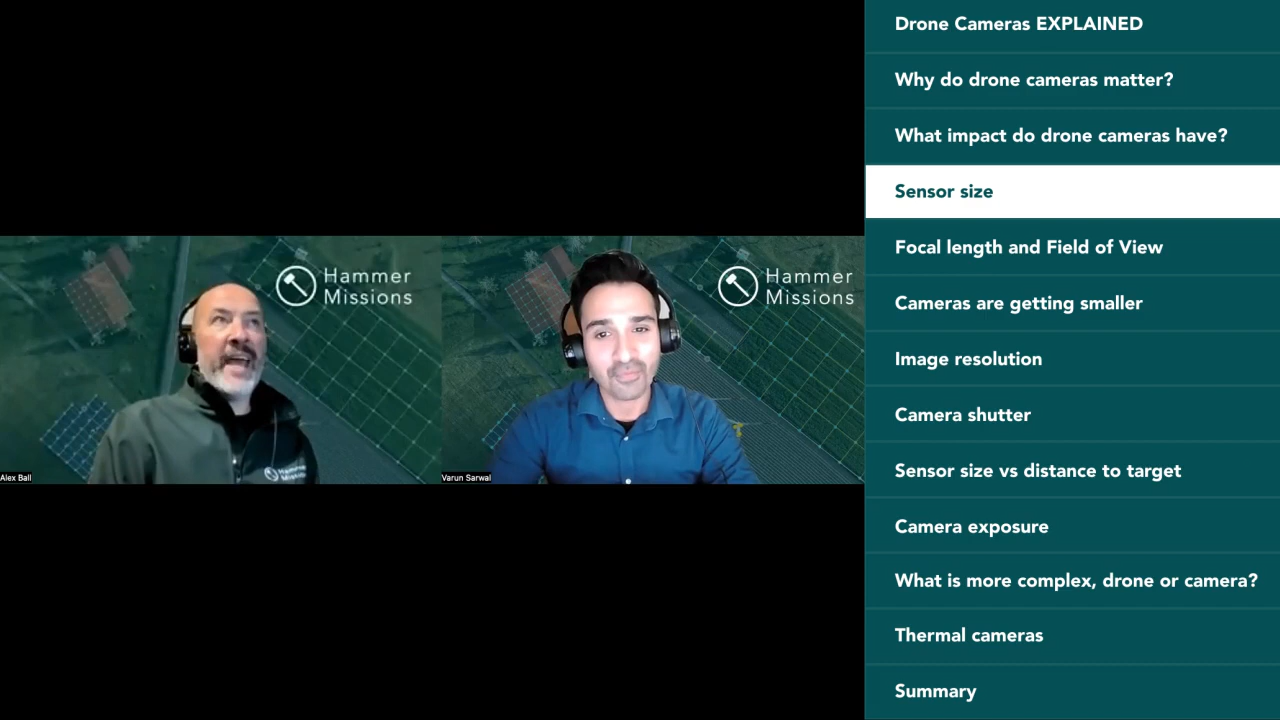 Hammer
Missions
Hammer
Missions
Hammer
Missions
Alex Ball
Varun Sarwal
Drone Cameras EXPLAINED
Why do drone cameras matter?
What impact do drone cameras have?
Sensor size
Focal length and Field of View
Cameras are getting smaller
Image resolution
Camera shutter
Sensor size vs distance to target
Camera exposure
What is more complex, drone or camera?
Thermal cameras
Summary